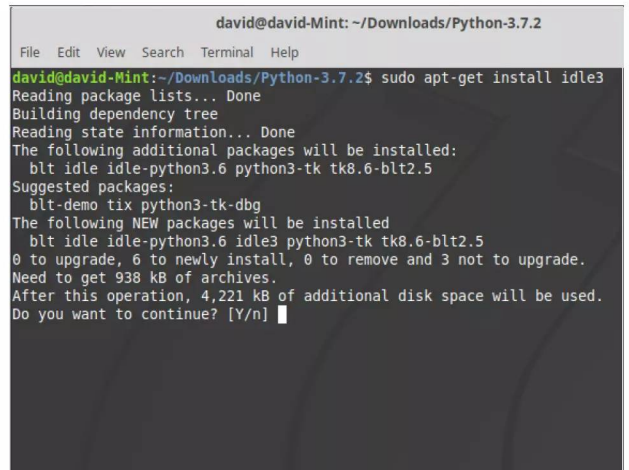 david@david-Mint: ~/Downloads/Python-3.7.2
File Edit View Search Terminal Help
david@david-Mint:~/Downloads/Python-3.7.2$ sudo apt-get install idle3
Reading package lists... Done
Building dependency tree
Reading state information... Done
The following additional packages will be installed:
  blt idle idle-python3.6 python3-tk tk8.6-blt2.5
Suggested packages:
  blt-demo tix python3-tk-dbg
The following NEW packages will be installed
  blt idle idle-python3.6 idle3 python3-tk tk8.6-blt2.5
0 to upgrade, 6 to newly install, 0 to remove and 3 not to upgrade.
Need to get 938 kB of archives.
After this operation, 4,221 kB of additional disk space will be used.
Do you want to continue? [Y/n]